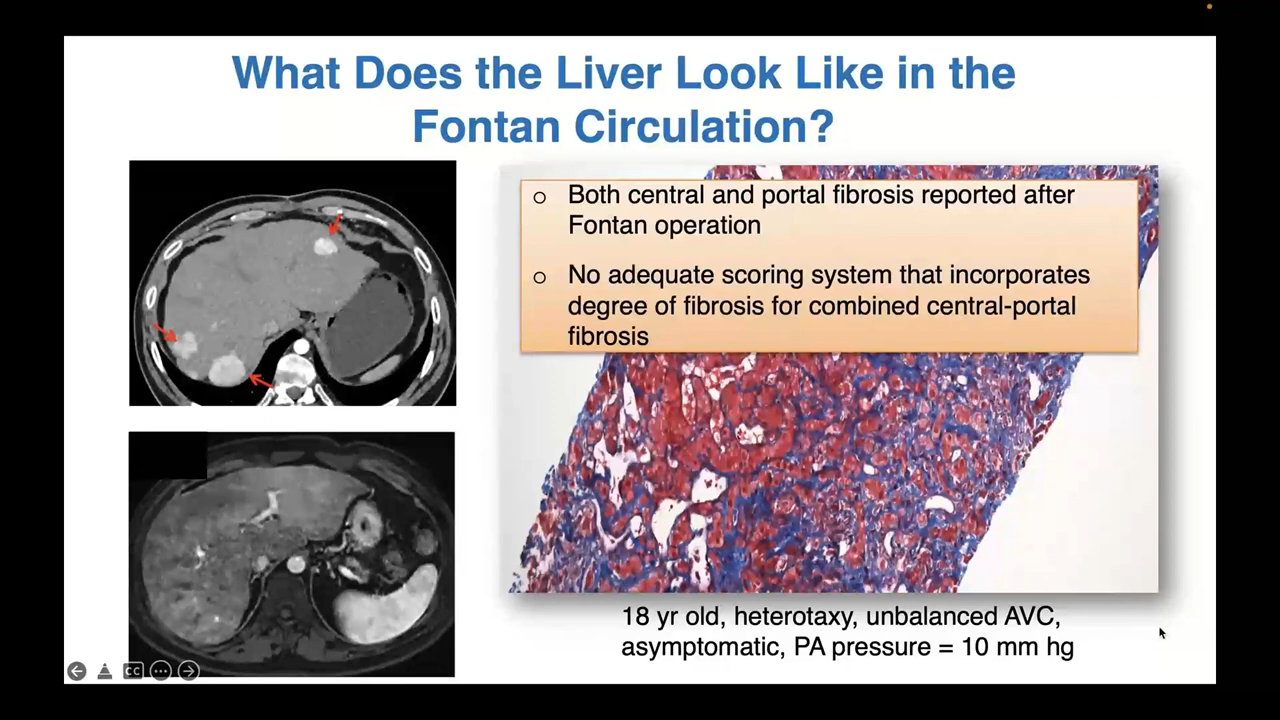 What Does the Liver Look Like in the
Fontan Circulation?
○ Both central and portal fibrosis reported after
Fontan operation
○ No adequate scoring system that incorporates
degree of fibrosis for combined central-portal
fibrosis
18 yr old, heterotaxy, unbalanced AVC,
asymptomatic, PA pressure = 10 mm hg
CC